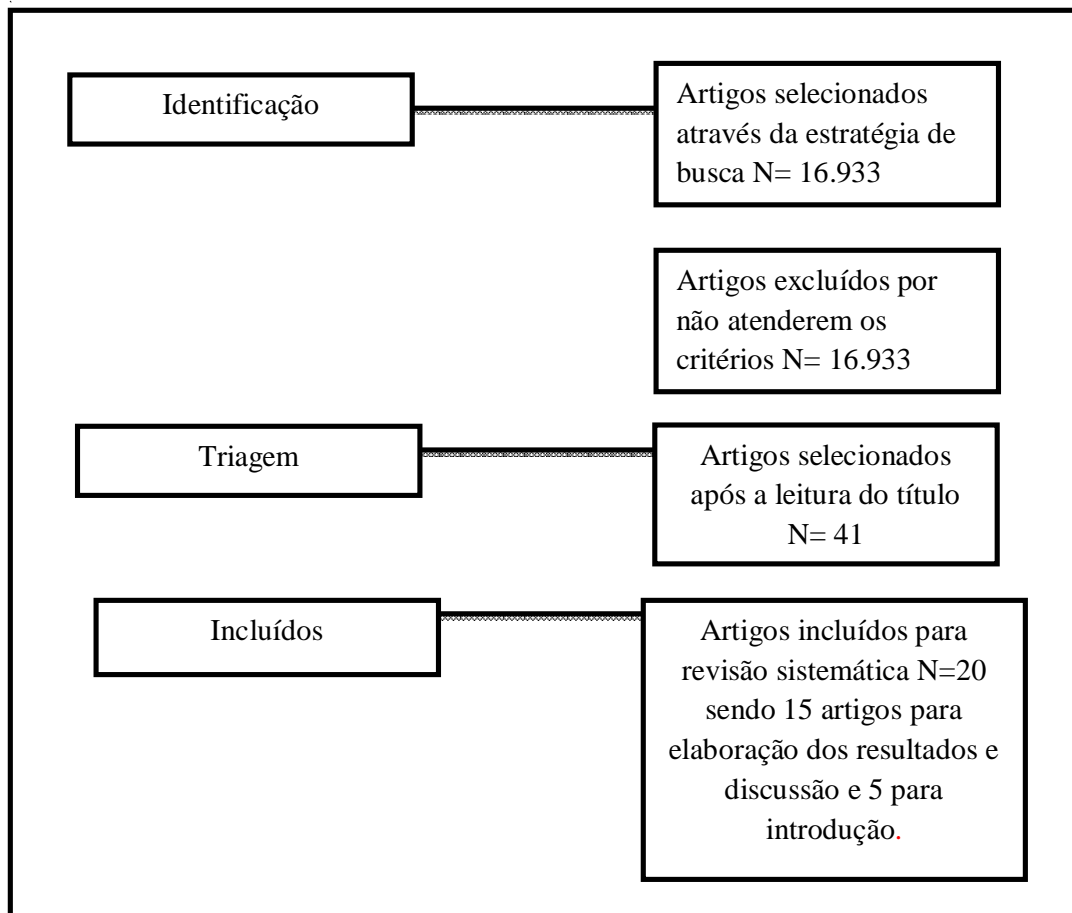 Identificação
Artigos selecionados
através da estratégia de
busca N= 16.933
Artigos excluídos por
não atenderem os
critérios N= 16.933
Triagem
Artigos selecionados
após a leitura do título
N= 41
Incluídos
Artigos incluídos para
revisão sistemática N=20
sendo 15 artigos para
elaboração dos resultados e
discussão e 5 para
introdução.